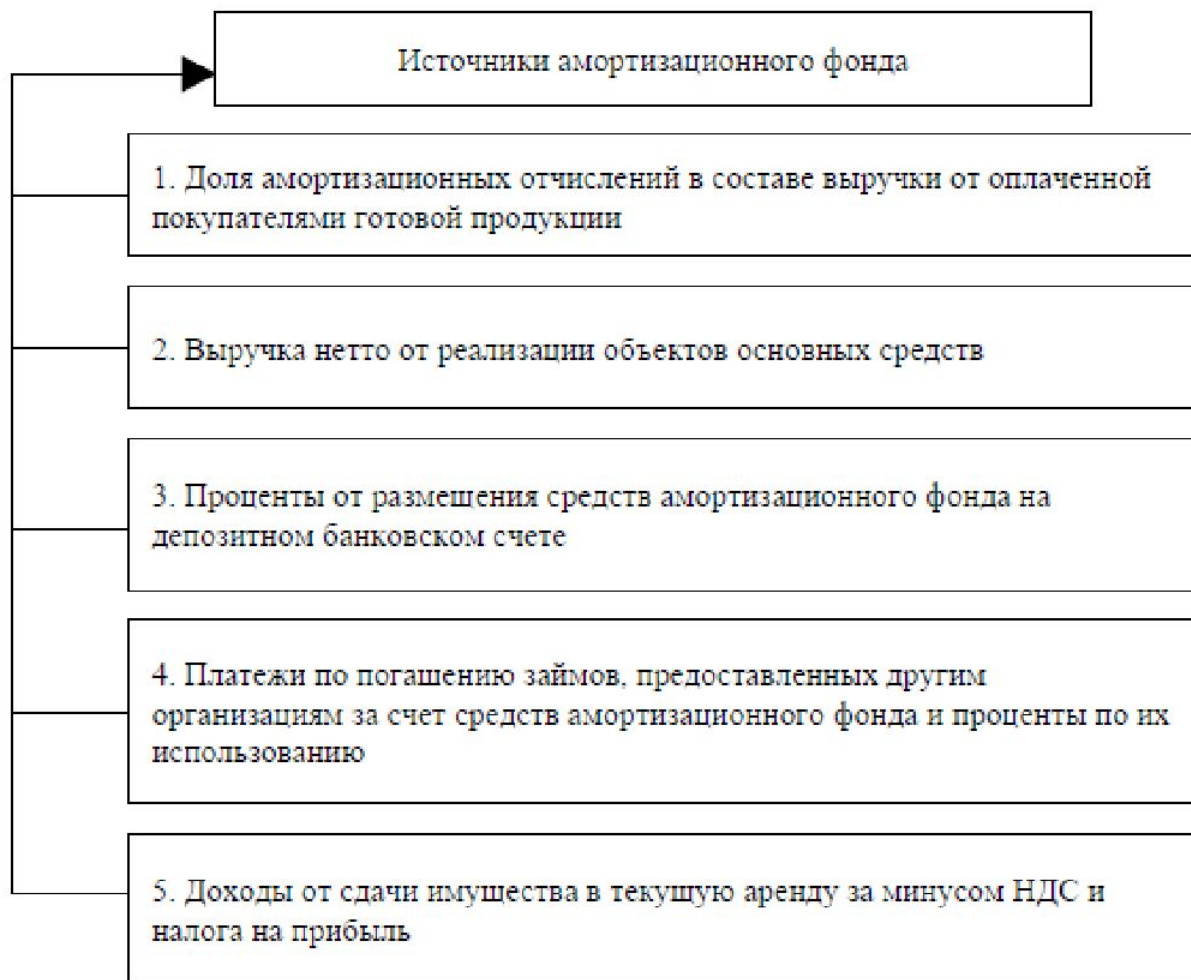 Источники амортизационного фонда
1. Доля амортизационных отчислений в составе выручки от оплаченной
покупателями готовой продукции
2. Выручка нетто от реализации объектов основных средств
3. Проценты от размещения средств амортизационного фонда на
депозитном банковском счете
4. Платежи по погашению займов, предоставленных другим
организациям за счет средств амортизационного фонда и проценты по их
использованию
5. Доходы от сдачи имущества в текущую аренду за минусом НДС и
налога на прибыль